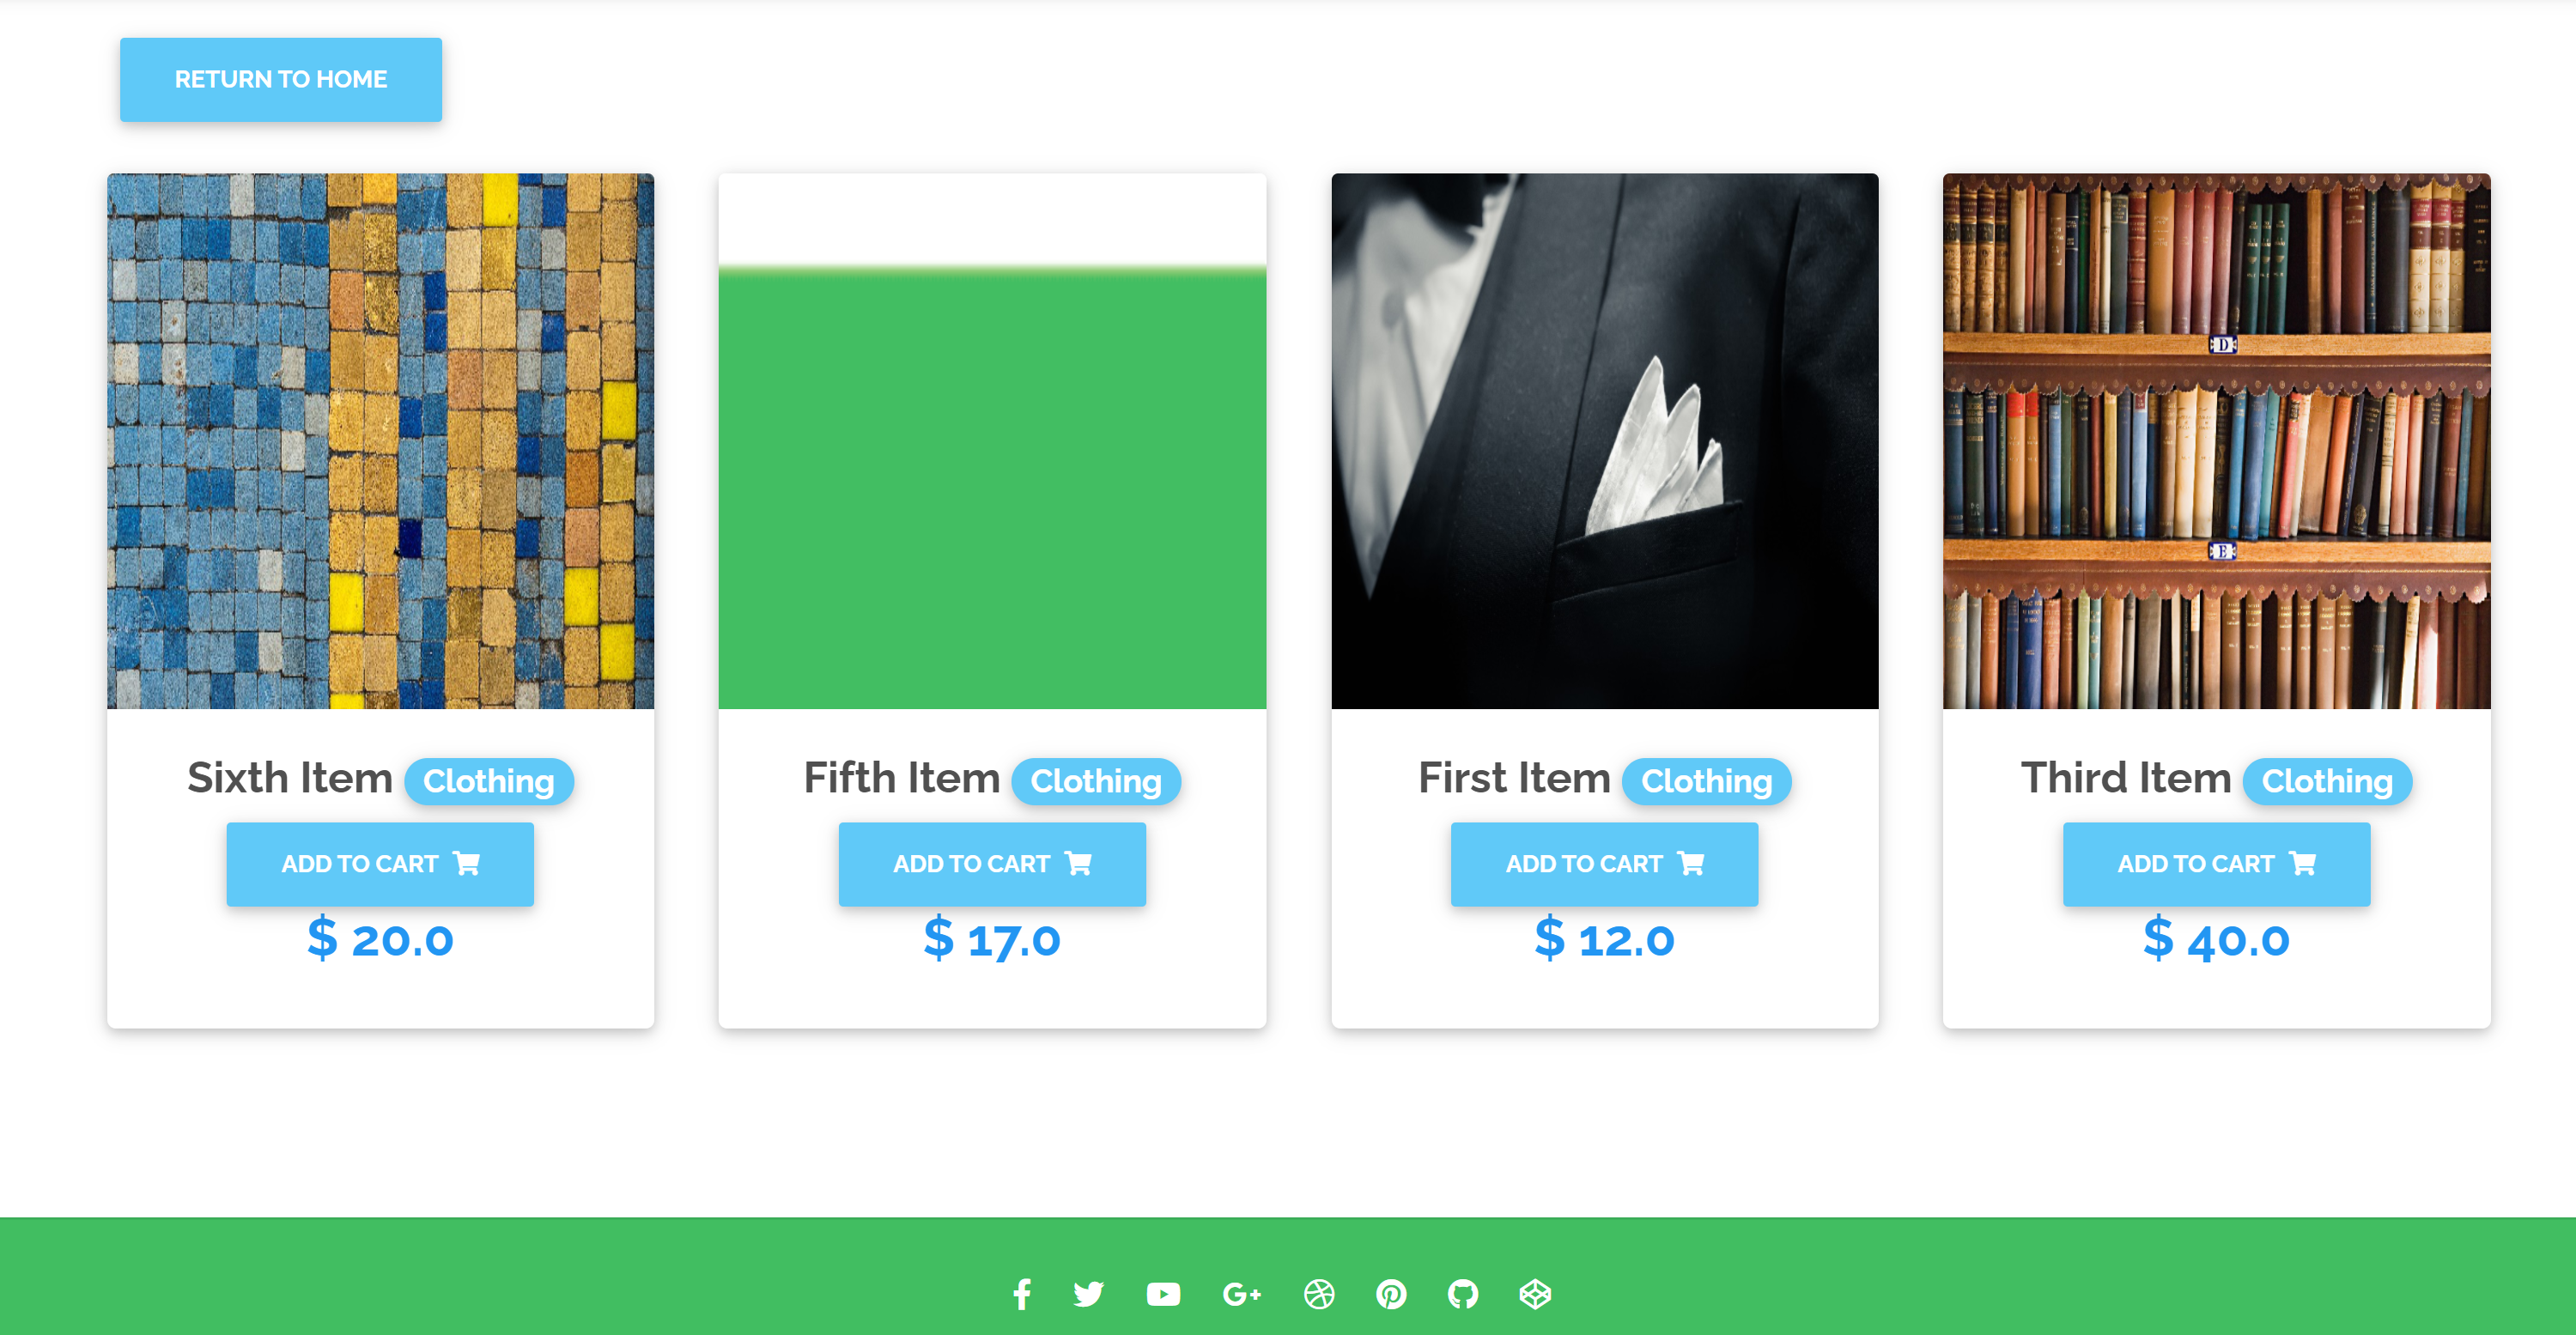 RETURN TO HOME
D
E
Sixth Item Clothing
ADD TO CART
$ 20.0
Fifth Item Clothing
ADD TO CART
$ 17.0
First Item Clothing
ADD TO CART
$ 12.0
Third Item Clothing
ADD TO CART
$ 40.0
G+